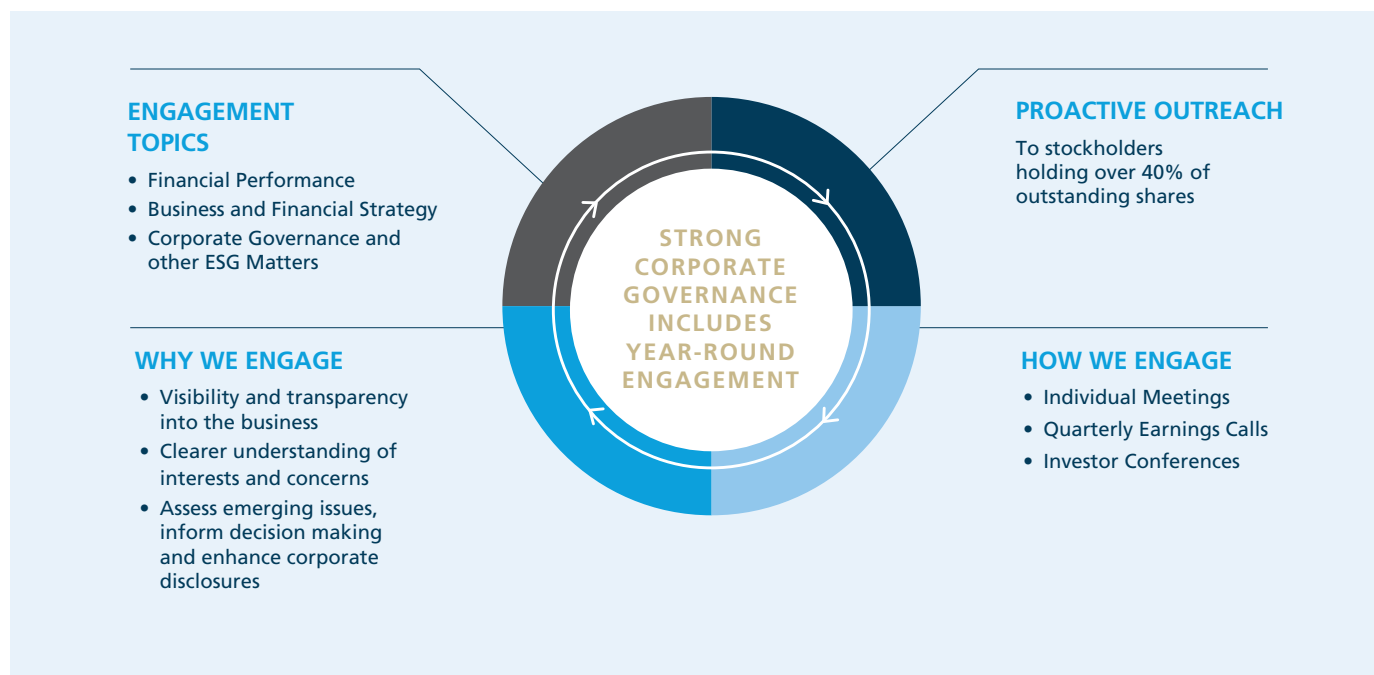 ENGAGEMENT
TOPICS
• Financial Performance
• Business and Financial Strategy
• Corporate Governance and
other ESG Matters
PROACTIVE OUTREACH
To stockholders
holding over 40% of
outstanding shares
STRONG
CORPORATE
GOVERNANCE
INCLUDES
YEAR-ROUND
ENGAGEMENT
WHY WE ENGAGE
• Visibility and transparency
into the business
• Clearer understanding of
interests and concerns
• Assess emerging issues,
inform decision making
and enhance corporate
disclosures
HOW WE ENGAGE
• Individual Meetings
• Quarterly Earnings Calls
• Investor Conferences